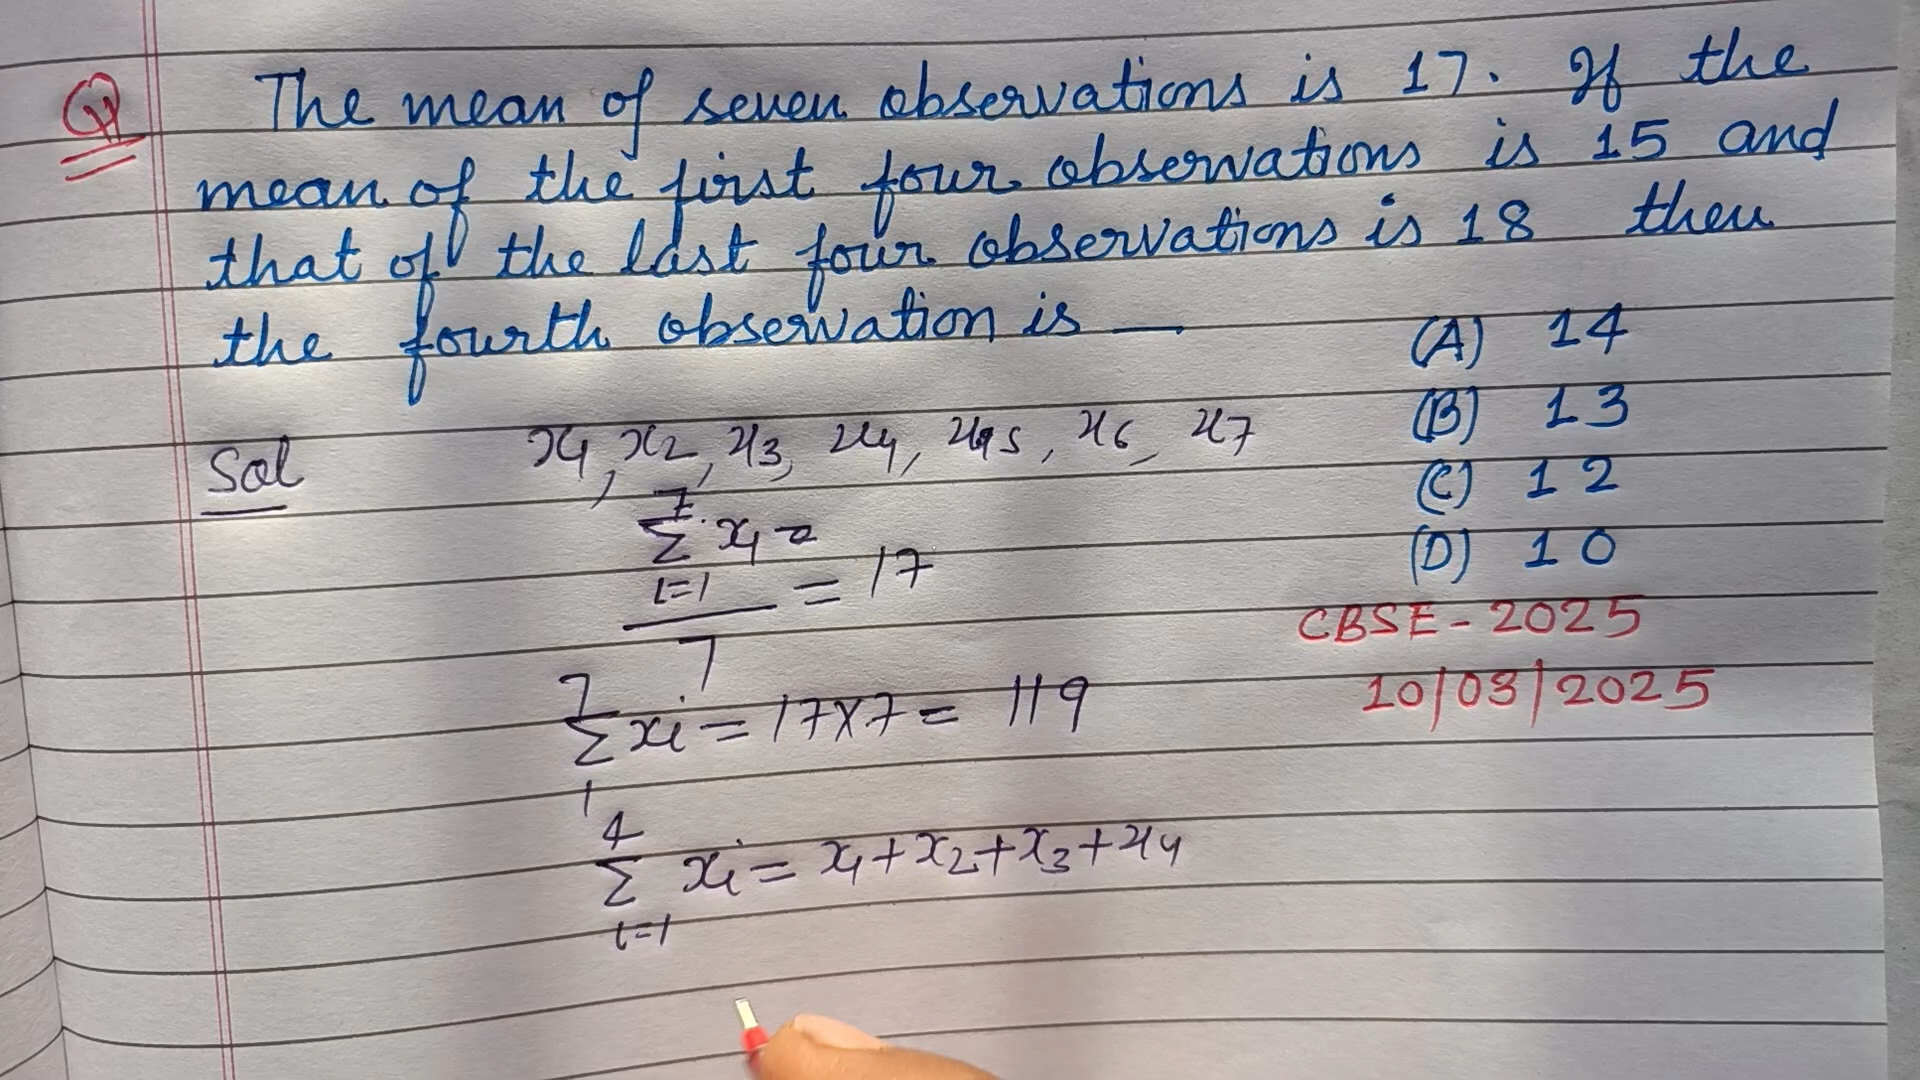 Q
The mean of seven observations is 17. If the
mean of the first four observations is 15 and
that of the last four observations is 18 then
the fourth observation is —
(A) 14
(B) 13
(C) 12
(D) 10
CBSE - 2025
10/03/2025
Sol
x1, x2, x3, x4, x5, x6, x7
7
Σ xi =
i=1
= 17
7
7
Σ xi = 17x7 = 119
1
4
Σ xi = x1+x2+x3+x4
i=1